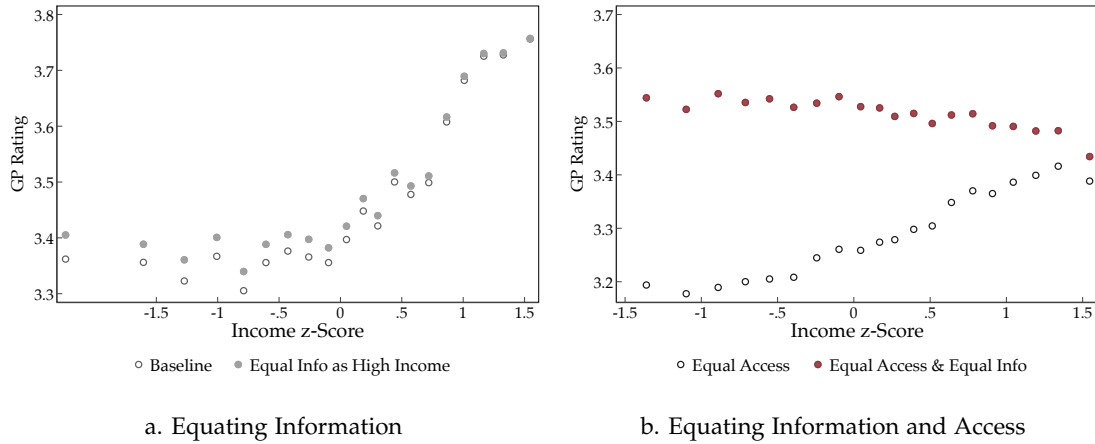 3.8
3.7
3.6
3.5
3.4
3.3
GP Rating
-1.5
-1
-.5
0
.5
1
1.5
Income z-Score
Baseline
Equal Info as High Income
a. Equating Information
3.7
3.6
3.5
3.4
3.3
3.2
GP Rating
-1.5
-1
-.5
0
.5
1
1.5
Income z-Score
Equal Access
Equal Access & Equal Info
b. Equating Information and Access